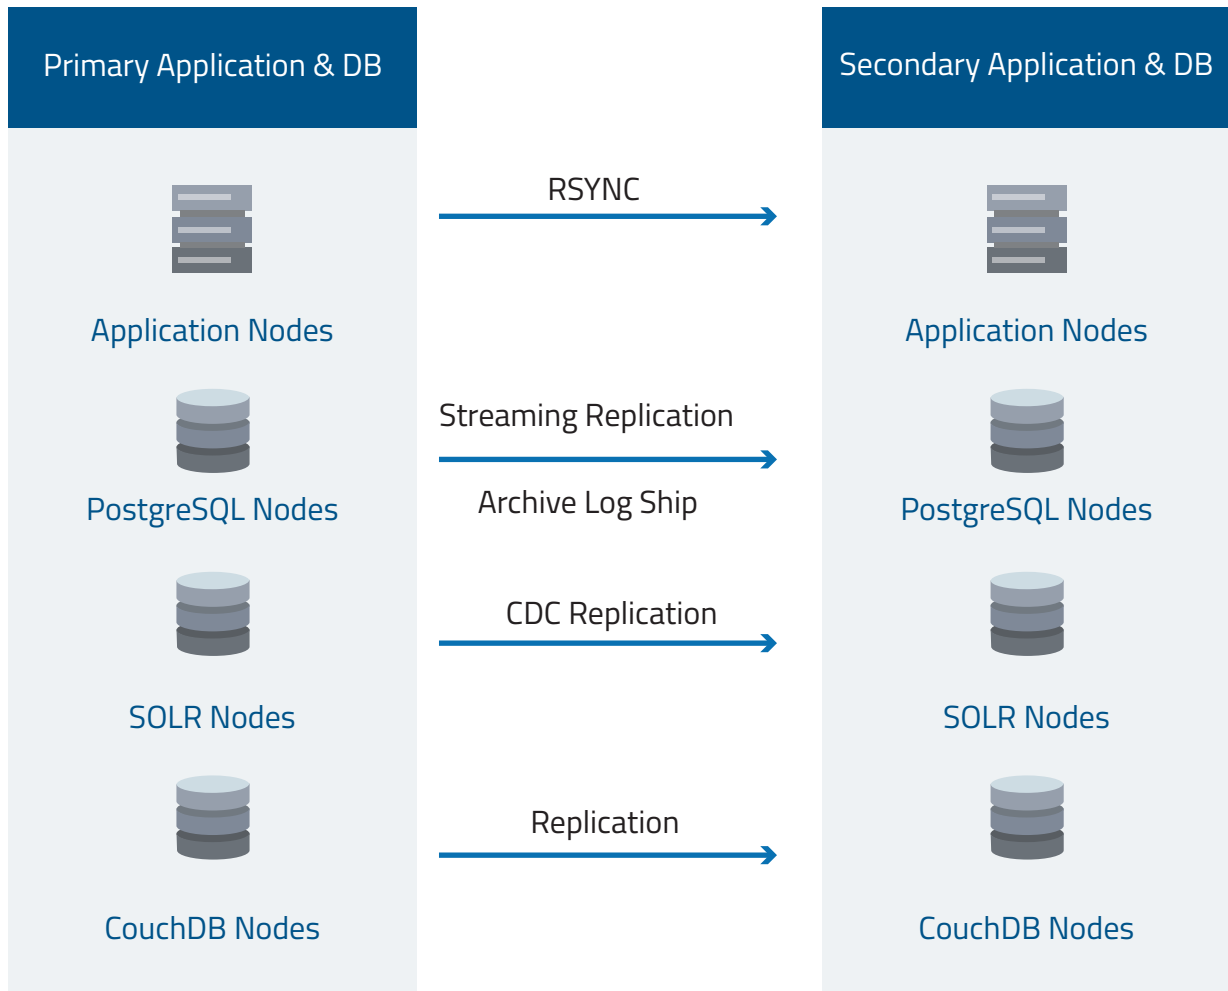 Primary Application & DB
Secondary Application & DB
RSYNC
Application Nodes
Application Nodes
Streaming Replication
Archive Log Ship
PostgreSQL Nodes
PostgreSQL Nodes
CDC Replication
SOLR Nodes
SOLR Nodes
Replication
CouchDB Nodes
CouchDB Nodes